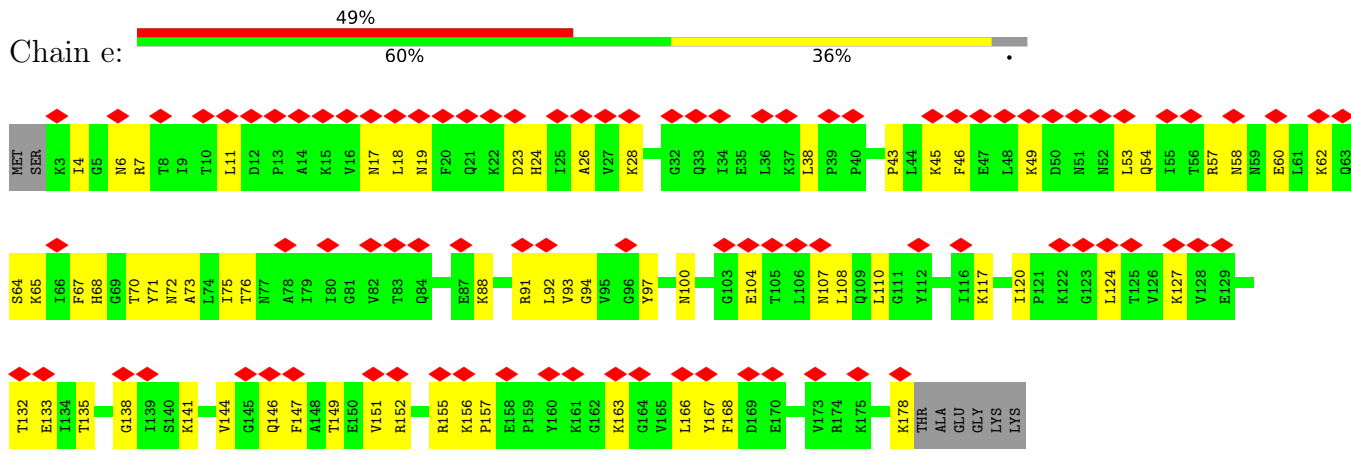 49%
Chain e:
60% 36% •
MET SER K3 I4 G5 N6 R7 T8 I9 T10 L11 D12 P13 A14 K15 V16 N17 L18 N19 F20 Q21 K22 D23 H24 I25 A26 V27 K28 G32 Q33 I34 E35 L36 K37 L38 P39 P40 P43 L44 K45 F46 E47 L48 K49 D50 N51 N52 L53 Q54 I55 T56 R57 N58 N59 E60 L61 K62 Q63
S64 K65 I66 F67 H68 G69 T70 Y71 N72 A73 L74 I75 T76 N77 A78 I79 I80 G81 V82 T83 Q84 E87 K88 R91 L92 V93 G94 V95 G96 Y97 N100 G103 E104 T105 L106 N107 L108 Q109 L110 G111 Y112 I116 K117 I120 P121 K122 G123 L124 T125 V126 K127 V128 E129
T132 E133 I134 T135 G138 I139 S140 K141 V144 G145 Q146 F147 A148 T149 E150 V151 R152 R155 K156 P157 E158 P159 Y160 K161 G162 K163 G164 V165 L166 Y167 F168 D169 E170 V173 R174 K175 K178 THR ALA GLU GLY LYS LYS